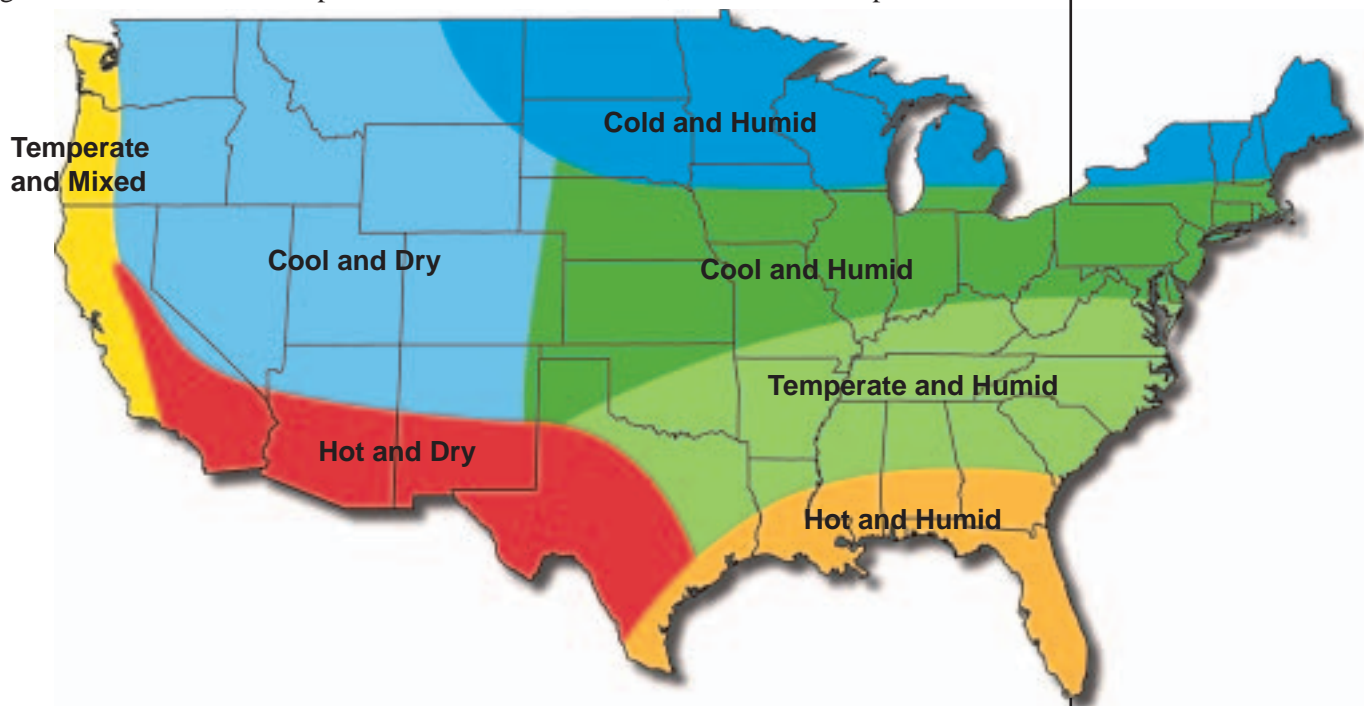 Cold and Humid
Temperate
and Mixed
Cool and Dry
Cool and Humid
Temperate and Humid
Hot and Dry
Hot and Humid